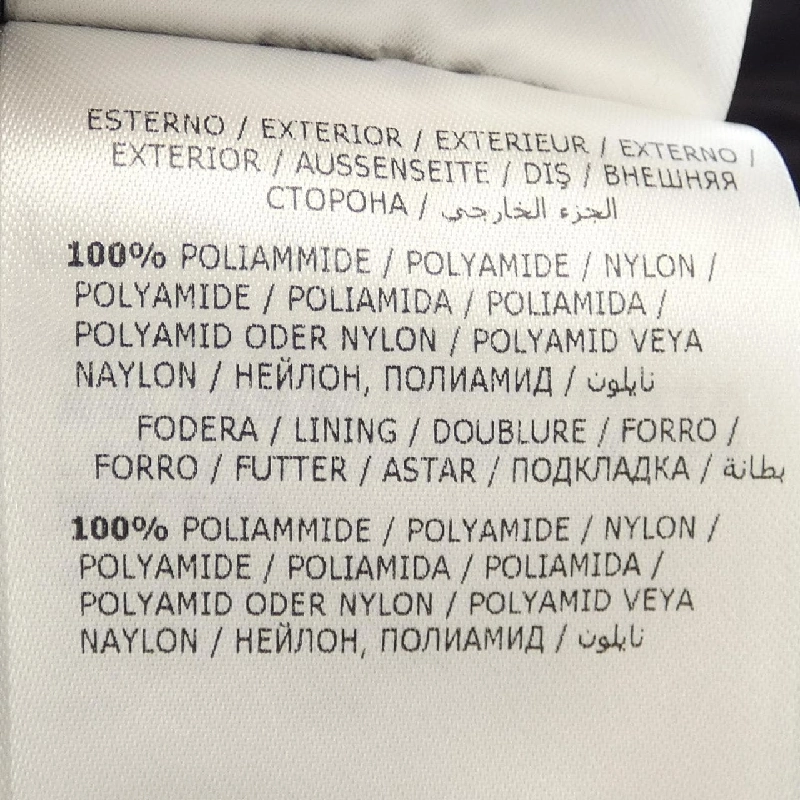 ESTERNO / EXTERIOR / EXTERIEUR / EXTERNO /
EXTERIOR / AUSSENSEITE / DIŞ / ВНЕШНЯЯ
СТОРОНА / الجزء الخارجي
100% POLIAMMIDE / POLYAMIDE / NYLON /
POLYAMIDE / POLIAMIDA / POLIAMIDA /
POLYAMID ODER NYLON / POLYAMID VEYA
NAYLON / НЕЙЛОН, ПОЛИАМИД / نايلون
FODERA / LINING / DOUBLURE / FORRO /
FORRO / FUTTER / ASTAR / ПОДКЛАДКА / بطانة
100% POLIAMMIDE / POLYAMIDE / NYLON /
POLYAMIDE / POLIAMIDA / POLIAMIDA /
POLYAMID ODER NYLON / POLYAMID VEYA
NAYLON / НЕЙЛОН, ПОЛИАМИД / نايلون